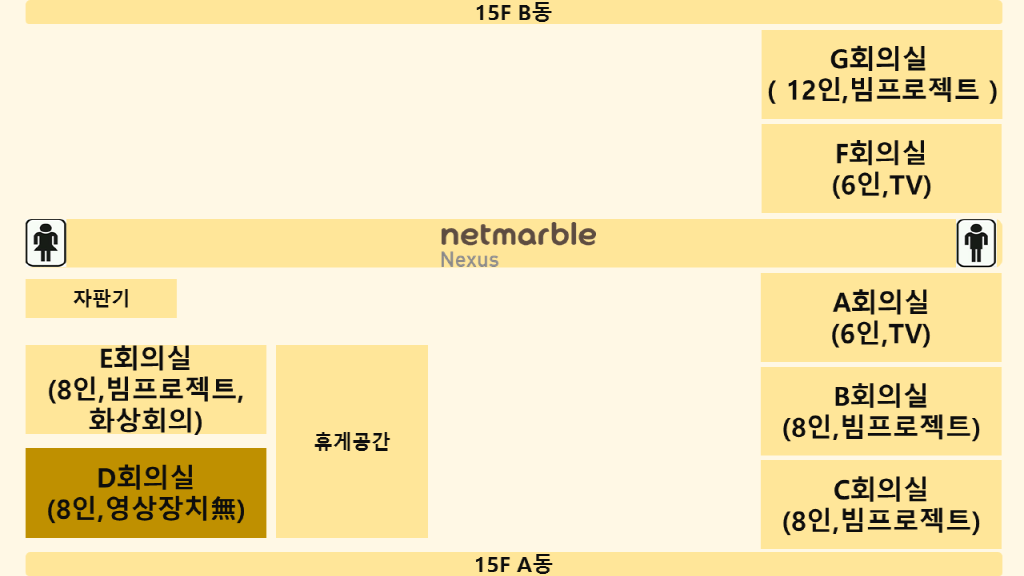 15F B동
G회의실
( 12인,빔프로젝트 )
F회의실
(6인,TV)
netmarble
Nexus
자판기
A회의실
(6인,TV)
E회의실
(8인,빔프로젝트,
화상회의)
휴게공간
B회의실
(8인,빔프로젝트)
D회의실
(8인,영상장치無)
C회의실
(8인,빔프로젝트)
15F A동